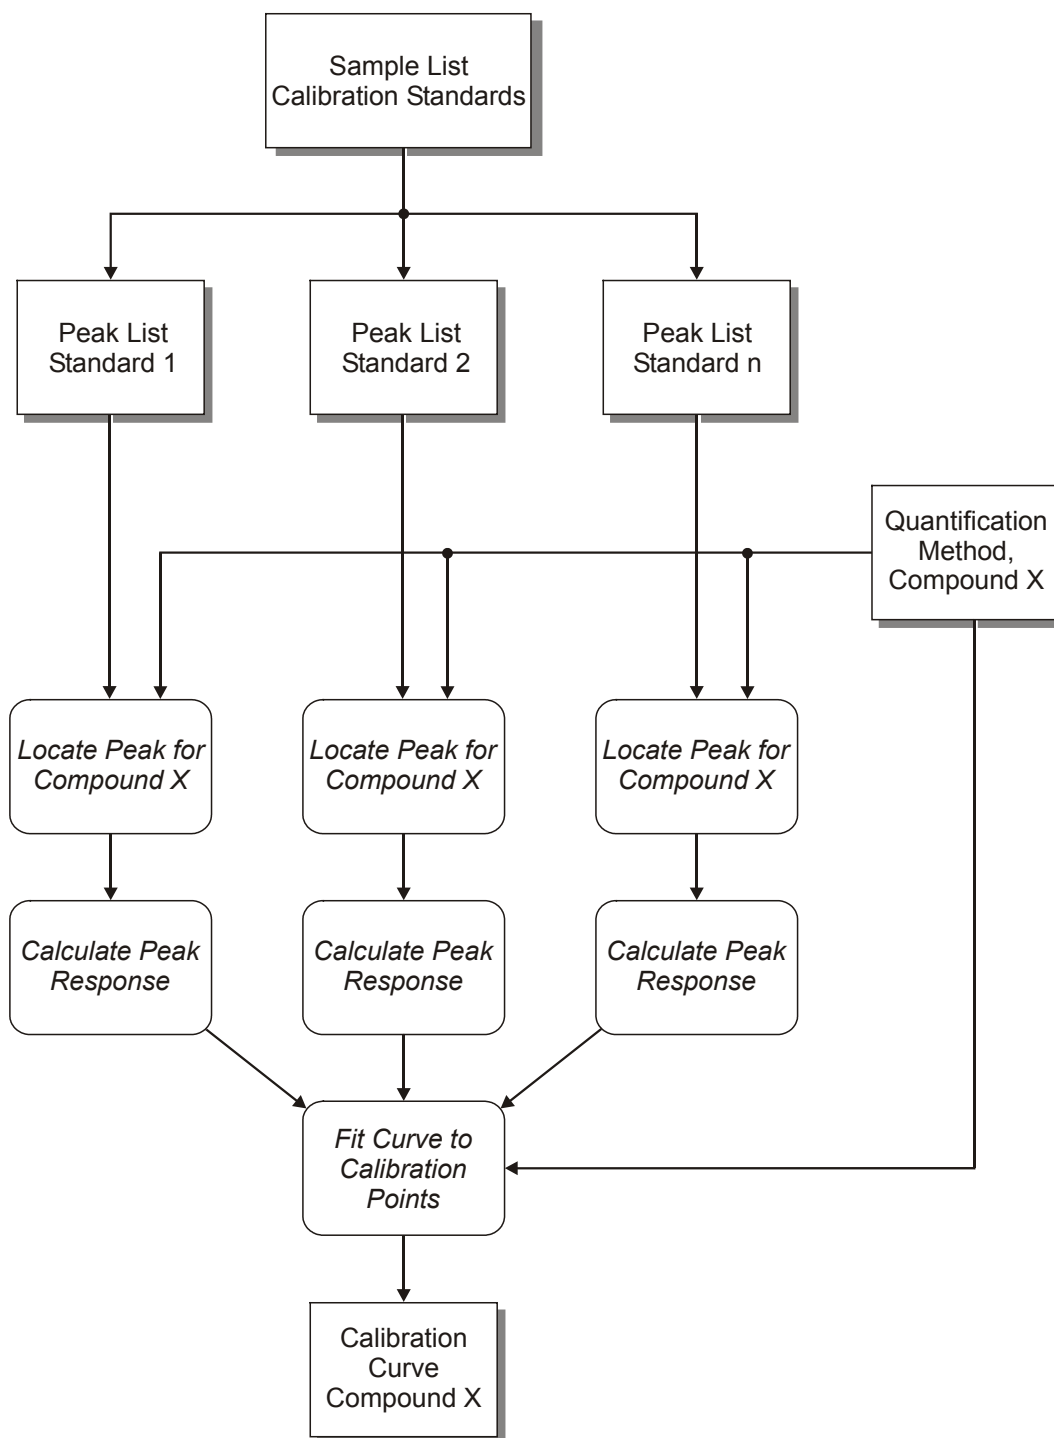 Sample List
Calibration Standards
Peak List
Standard 1
Peak List
Standard 2
Peak List
Standard n
Quantification
Method,
Compound X
Locate Peak for
Compound X
Locate Peak for
Compound X
Locate Peak for
Compound X
Calculate Peak
Response
Calculate Peak
Response
Calculate Peak
Response
Fit Curve to
Calibration
Points
Calibration
Curve
Compound X